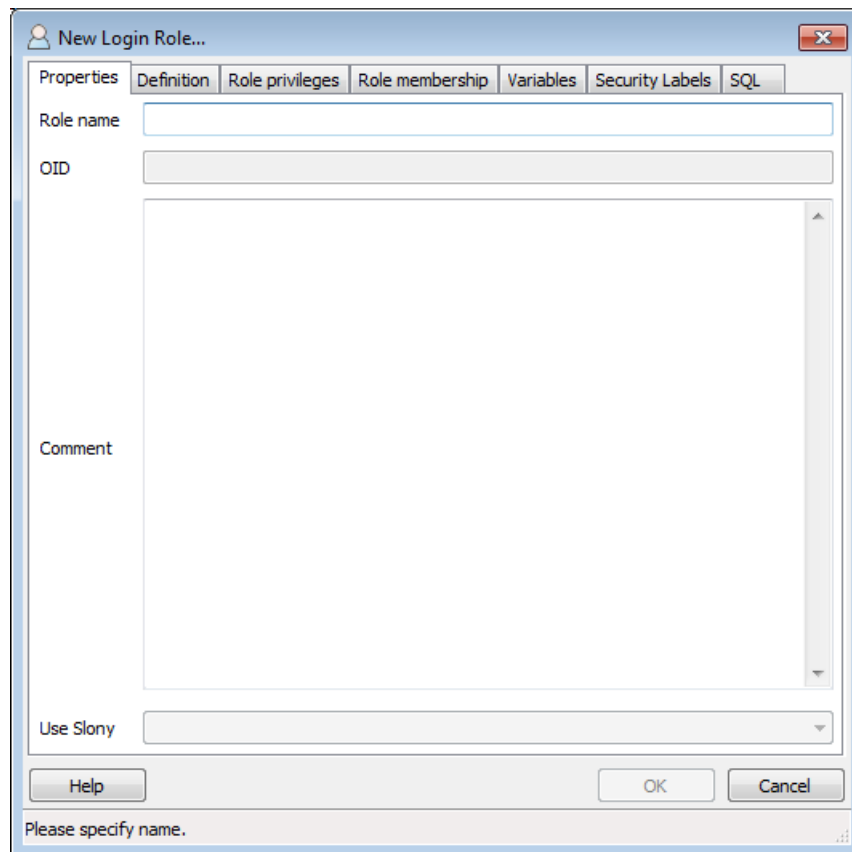 New Login Role...
Properties Definition Role privileges Role membership Variables Security Labels SQL
Role name
OID
Comment
Use Slony
Help OK Cancel
Please specify name.